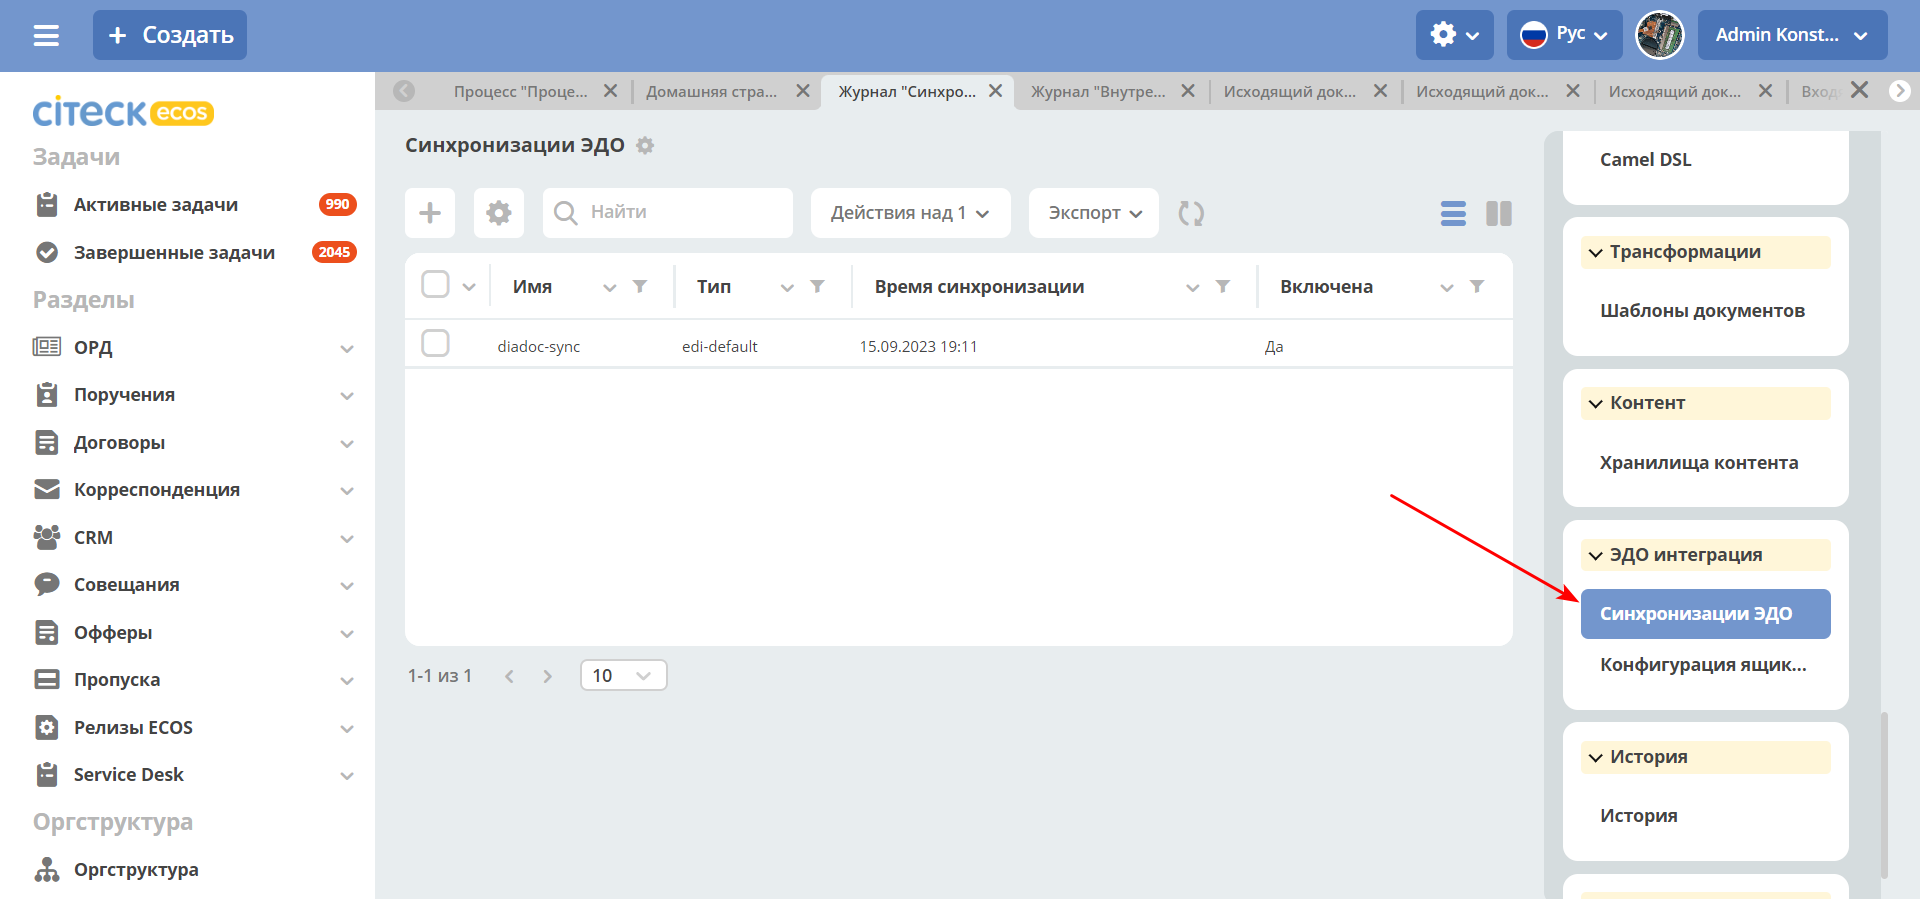 + Создать
Рус
Admin Konst...
citeck ecos
Задачи
Активные задачи 990
Завершенные задачи 2045
Разделы
ОРД
Поручения
Договоры
Корреспонденция
CRM
Совещания
Офферы
Пропуска
Релизы ECOS
Service Desk
Оргструктура
Оргструктура
Процесс "Проце...
Домашняя стра...
Журнал "Синхро...
Журнал "Внутре...
Исходящий док...
Исходящий док...
Исходящий док...
Вход
Синхронизации ЭДО
Найти
Действия над 1
Экспорт
Имя Тип Время синхронизации Включена
diadoc-sync edi-default 15.09.2023 19:11 Да
1-1 из 1
10
Camel DSL
Трансформации
Шаблоны документов
Контент
Хранилища контента
ЭДО интеграция
Синхронизации ЭДО
Конфигурация ящик...
История
История